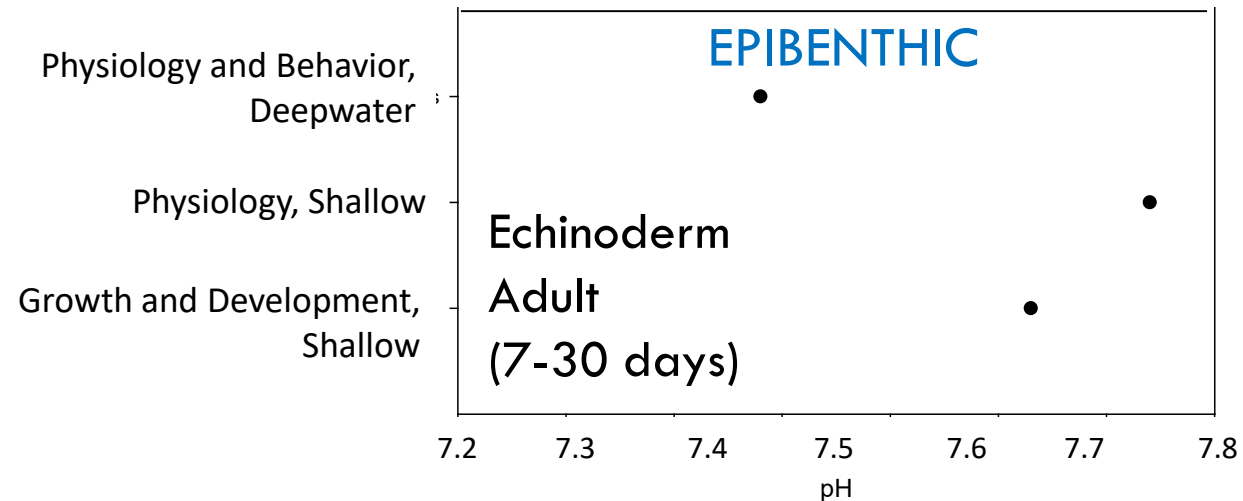 EPIBENTHIC
Physiology and Behavior,
Deepwater
Physiology, Shallow
Growth and Development,
Shallow
Echinoderm
Adult
(7-30 days)
7.2 7.3 7.4 7.5 7.6 7.7 7.8
pH